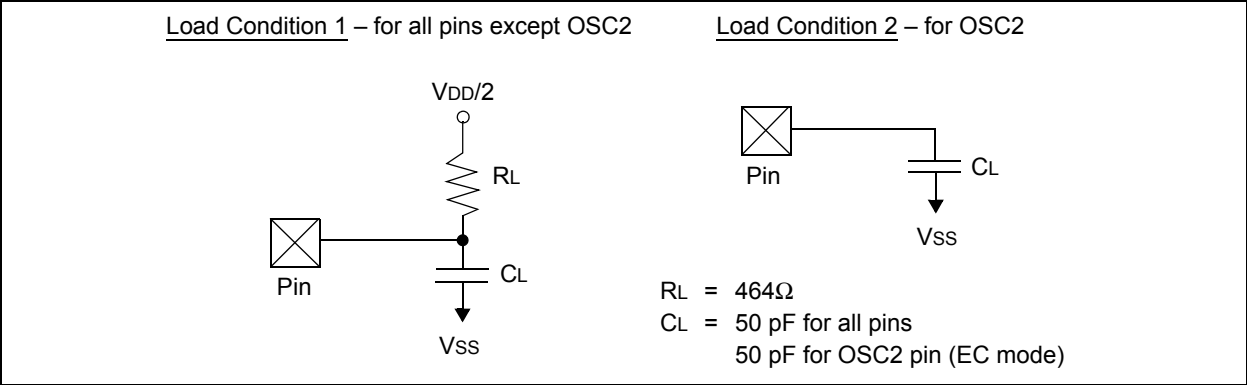 Load Condition 1 – for all pins except OSC2
VDD/2
RL
Pin
CL
VSS
Load Condition 2 – for OSC2
Pin
CL
VSS
RL = 464Ω
CL = 50 pF for all pins
50 pF for OSC2 pin (EC mode)